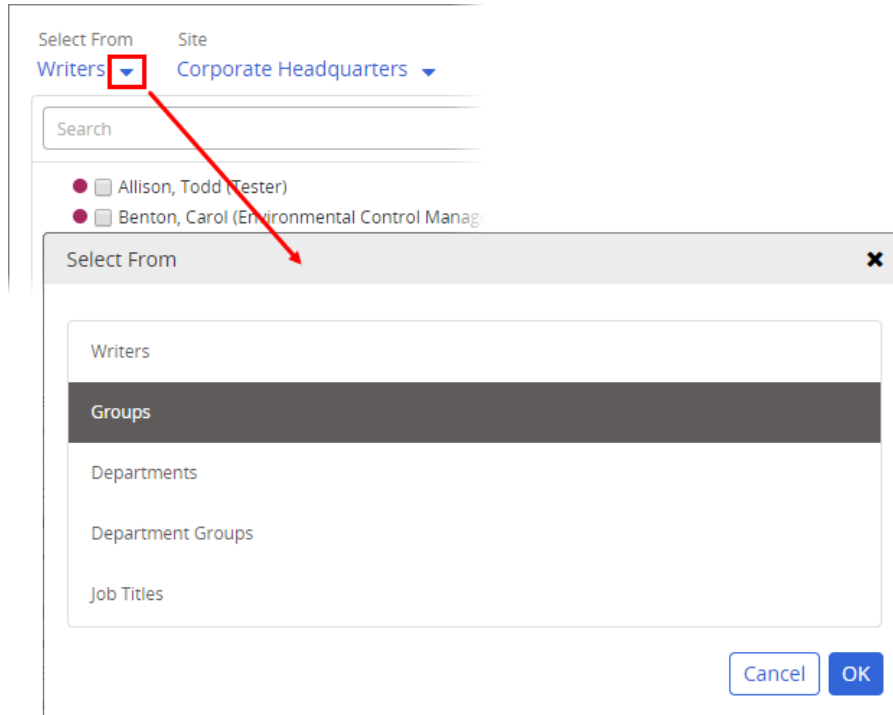 Select From Site
Writers Corporate Headquarters
Search
Allison, Todd (Tester)
Benton, Carol (Environmental Control Manag
Select From
Writers
Groups
Departments
Department Groups
Job Titles
Cancel OK